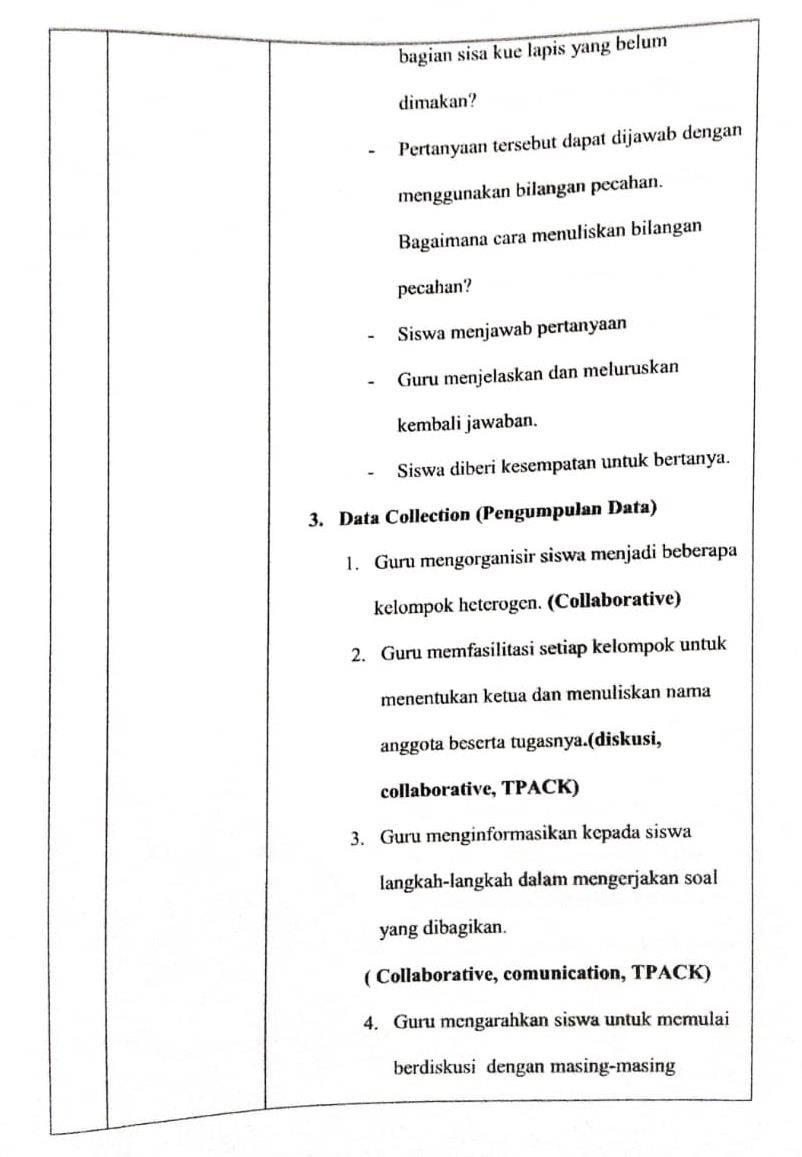 bagian sisa kue lapis yang belum
dimakan?
- Pertanyaan tersebut dapat dijawab dengan
menggunakan bilangan pecahan.
Bagaimana cara menuliskan bilangan
pecahan?
- Siswa menjawab pertanyaan
- Guru menjelaskan dan meluruskan
kembali jawaban.
- Siswa diberi kesempatan untuk bertanya.
3. Data Collection (Pengumpulan Data)
1. Guru mengorganisir siswa menjadi beberapa
kelompok heterogen. (Collaborative)
2. Guru memfasilitasi setiap kelompok untuk
menentukan ketua dan menuliskan nama
anggota beserta tugasnya.(diskusi,
collaborative, TPACK)
3. Guru menginformasikan kepada siswa
langkah-langkah dalam mengerjakan soal
yang dibagikan.
( Collaborative, comunication, TPACK)
4. Guru mengarahkan siswa untuk memulai
berdiskusi dengan masing-masing